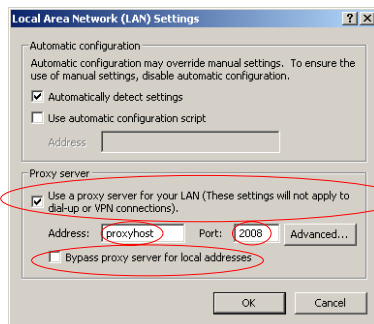 Local Area Network (LAN) Settings
Automatic configuration
Automatic configuration may override manual settings. To ensure the
use of manual settings, disable automatic configuration.
Automatically detect settings
Use automatic configuration script
Address
Proxy server
Use a proxy server for your LAN (These settings will not apply to
dial-up or VPN connections).
Address: proxyhost Port: 2008 Advanced...
Bypass proxy server for local addresses
OK Cancel